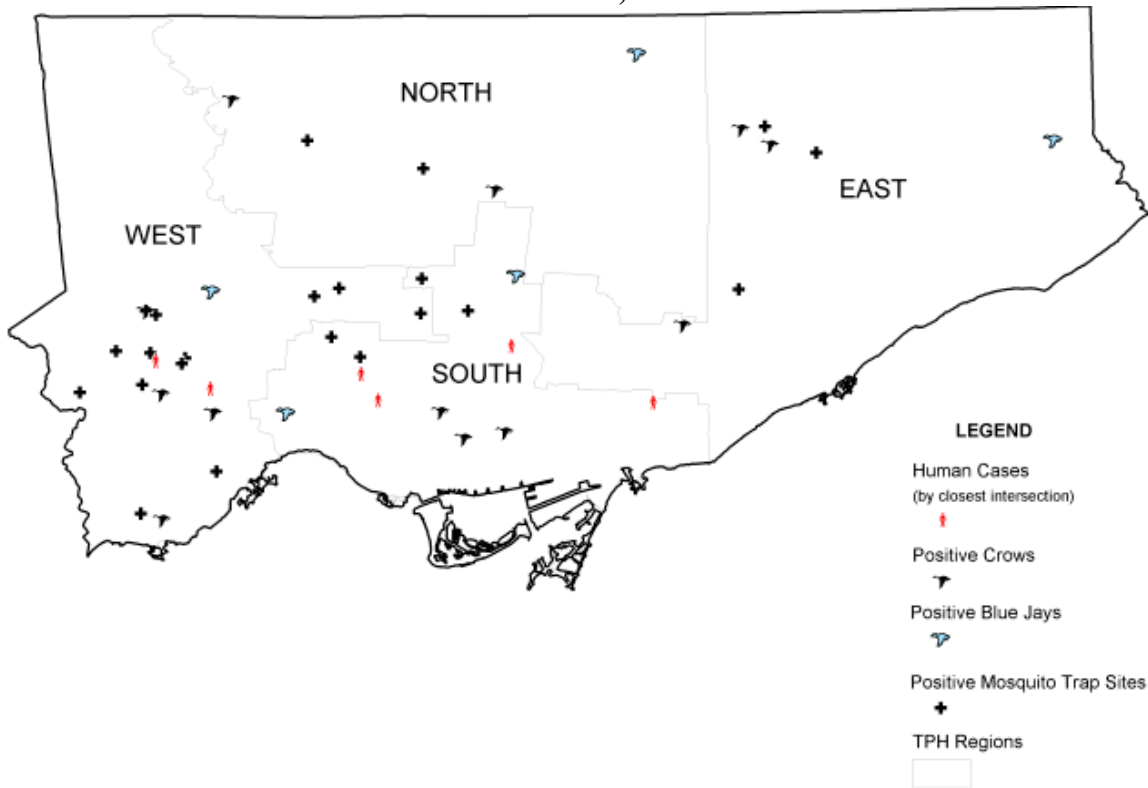 NORTH
EAST
WEST
SOUTH
LEGEND
Human Cases
(by closest intersection)
Positive Crows
Positive Blue Jays
Positive Mosquito Trap Sites
TPH Regions